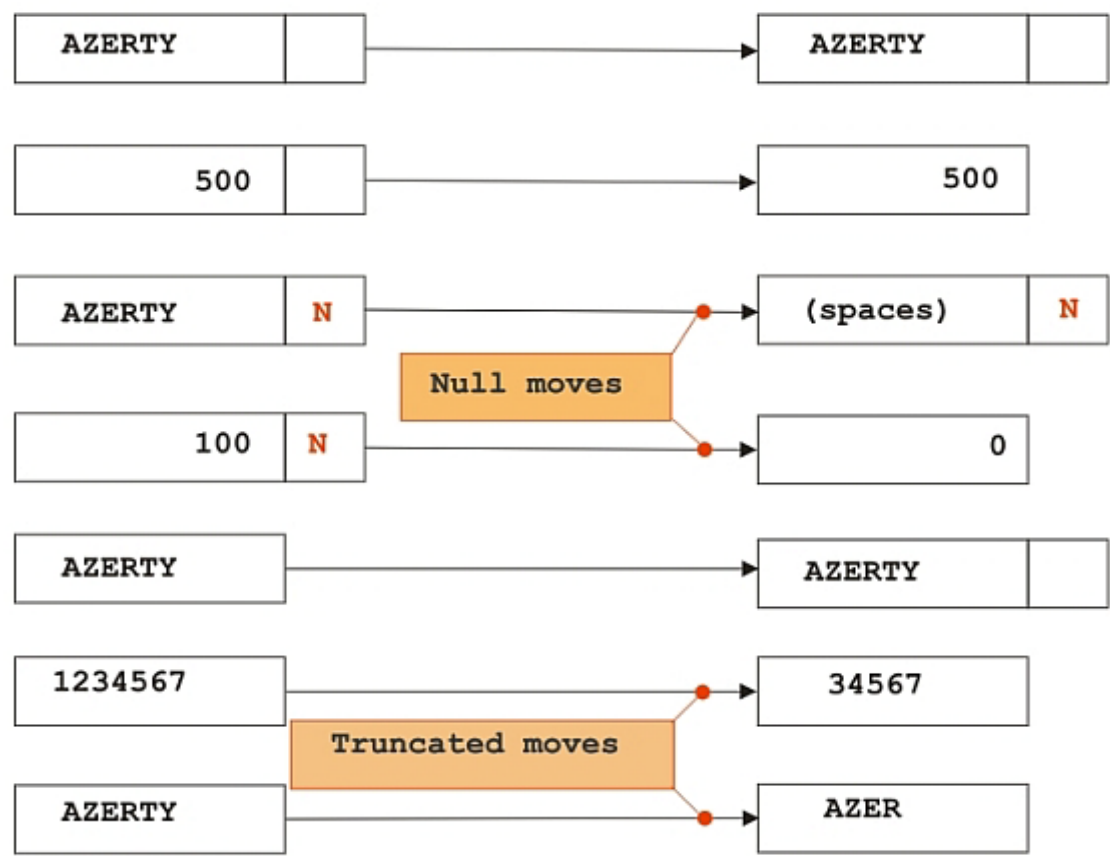 AZERTY AZERTY
500 500
AZERTY N (spaces) N
Null moves
100 N 0
AZERTY AZERTY
1234567 34567
Truncated moves
AZERTY AZER